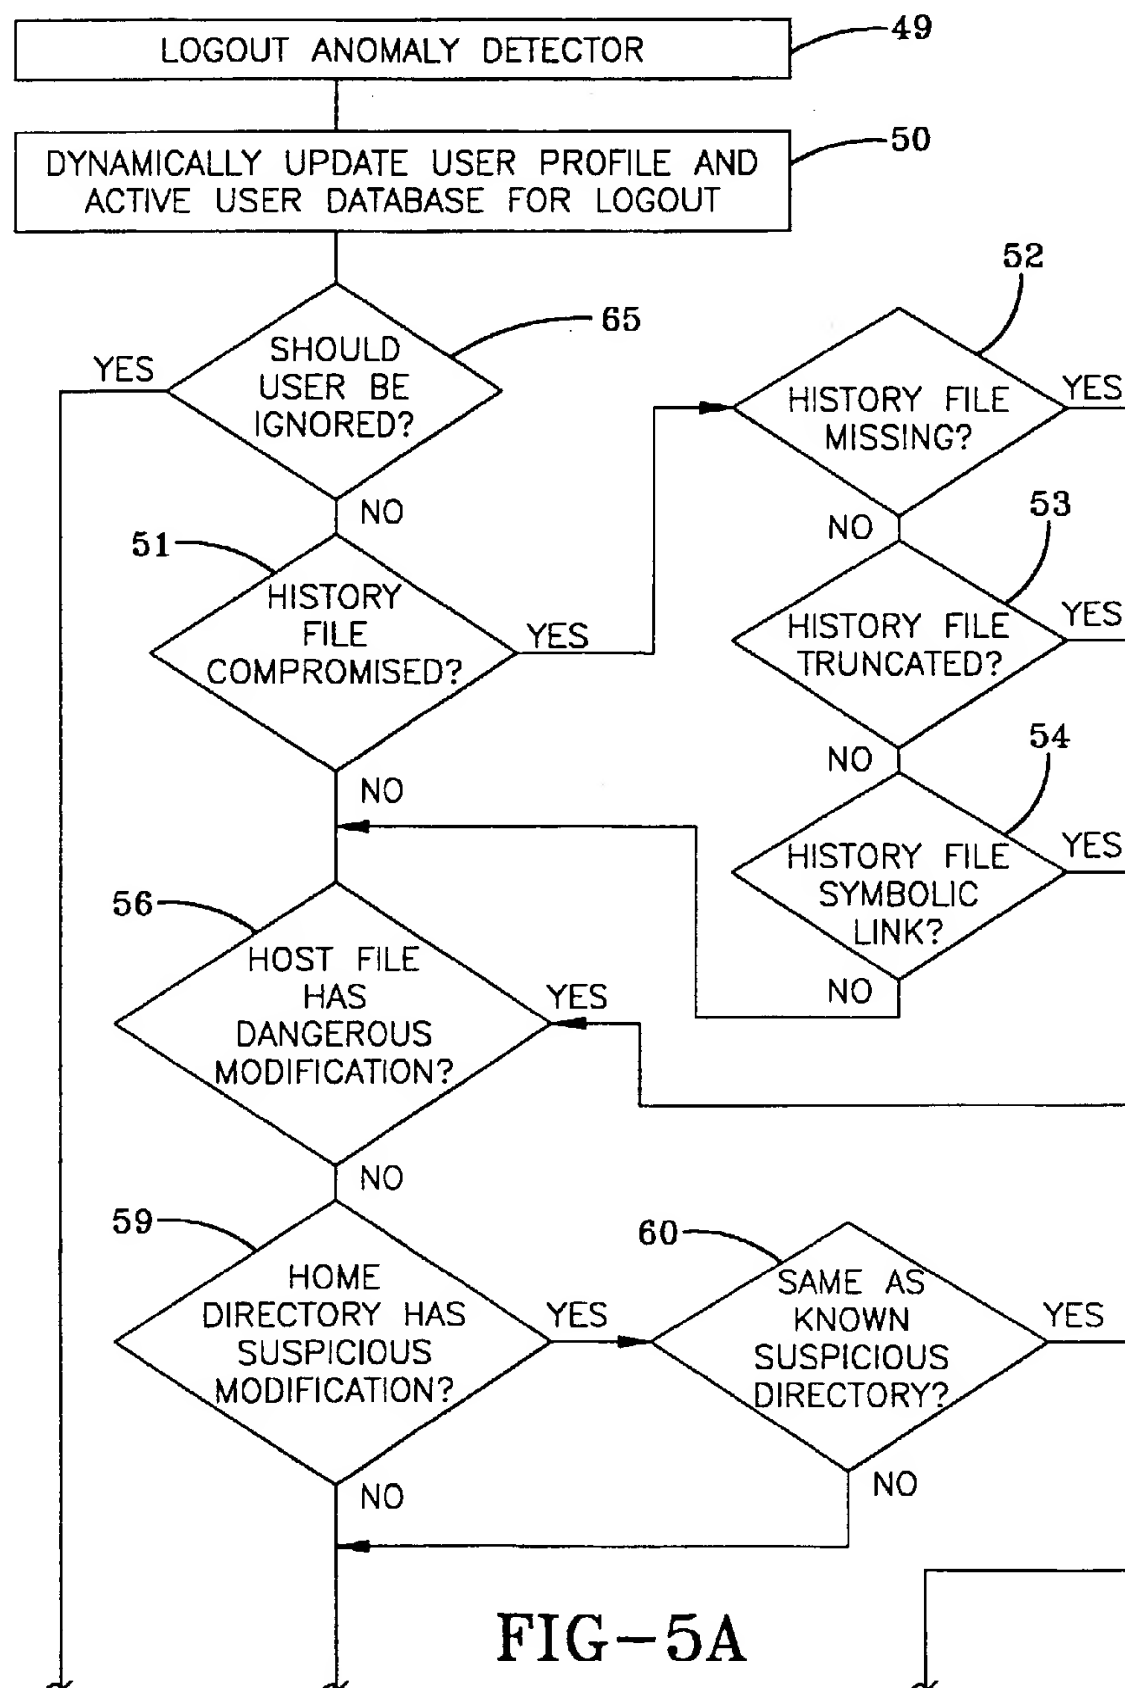 LOGOUT ANOMALY DETECTOR
49
DYNAMICALLY UPDATE USER PROFILE AND
ACTIVE USER DATABASE FOR LOGOUT
50
SHOULD
USER BE
IGNORED?
65
YES
NO
52
HISTORY FILE
MISSING?
YES
NO
51
HISTORY
FILE
COMPROMISED?
YES
NO
53
HISTORY FILE
TRUNCATED?
YES
NO
54
HISTORY FILE
SYMBOLIC
LINK?
YES
NO
56
HOST FILE
HAS
DANGEROUS
MODIFICATION?
YES
NO
59
HOME
DIRECTORY HAS
SUSPICIOUS
MODIFICATION?
YES
NO
60
SAME AS
KNOWN
SUSPICIOUS
DIRECTORY?
YES
NO
FIG-5A